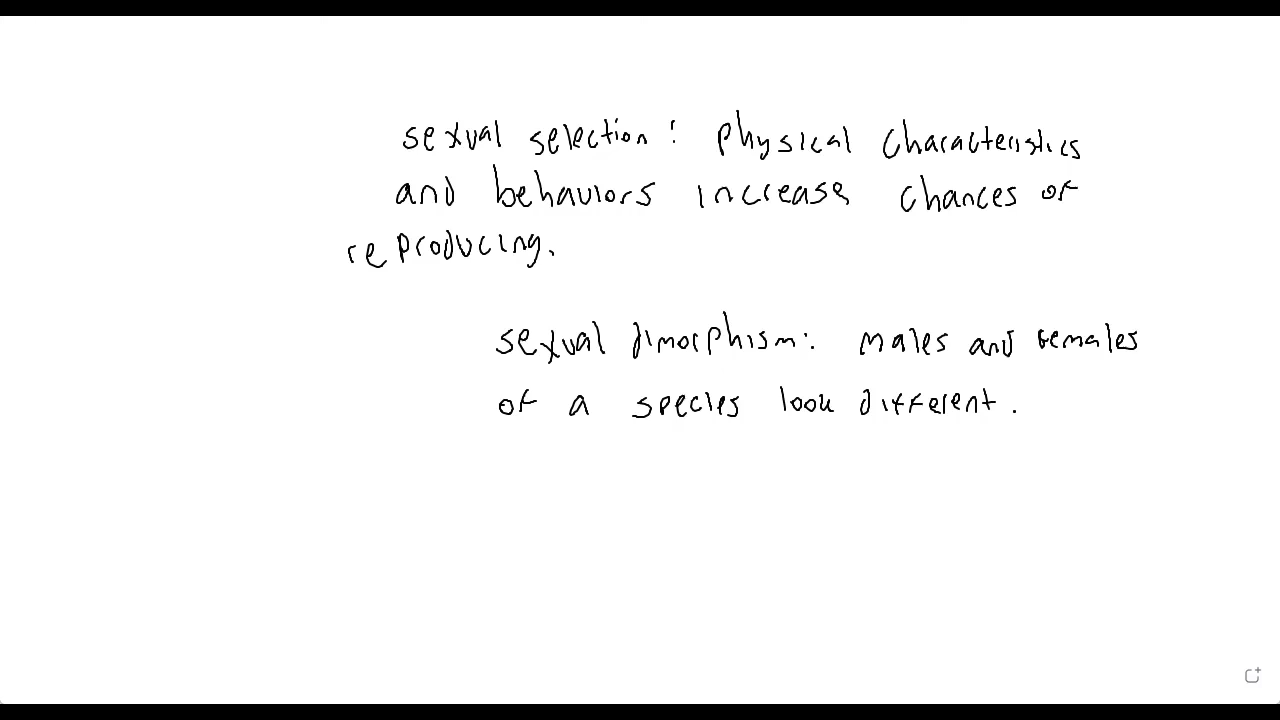 sexual selection: physical characteristics
and behaviors increase chances of
reproducing.
sexual dimorphism: males and females
of a species look different.